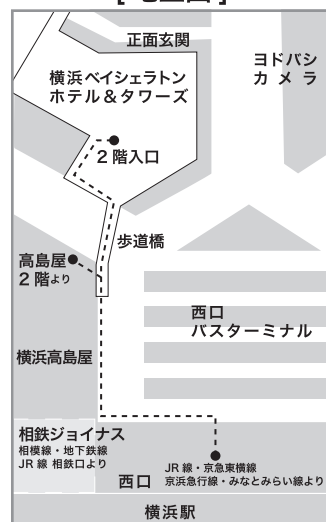 正面玄関
ヨドバシ
カメラ
横浜ベイシェラトン
ホテル＆タワーズ
2階入口
歩道橋
高島屋
2階より
西口
バスターミナル
横浜高島屋
相鉄ジョイナス
相模線・地下鉄線
JR線 相鉄口より
JR線・京急東横線
京浜急行線・みなとみらい線より
西口
横浜駅